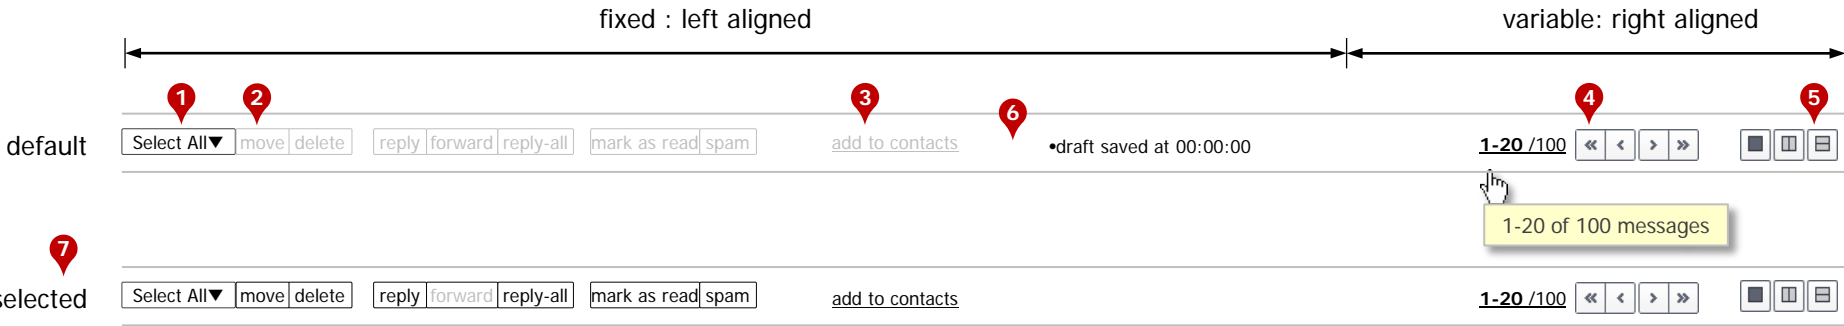 fixed : left aligned variable: right aligned
1 2 3 6 4 5
default Select All▼ move delete reply forward reply-all mark as read spam add to contacts •draft saved at 00:00:00 1-20 /100 « ‹ › »
1-20 of 100 messages
7
selected Select All▼ move delete reply forward reply-all mark as read spam add to contacts 1-20 /100 « ‹ › »